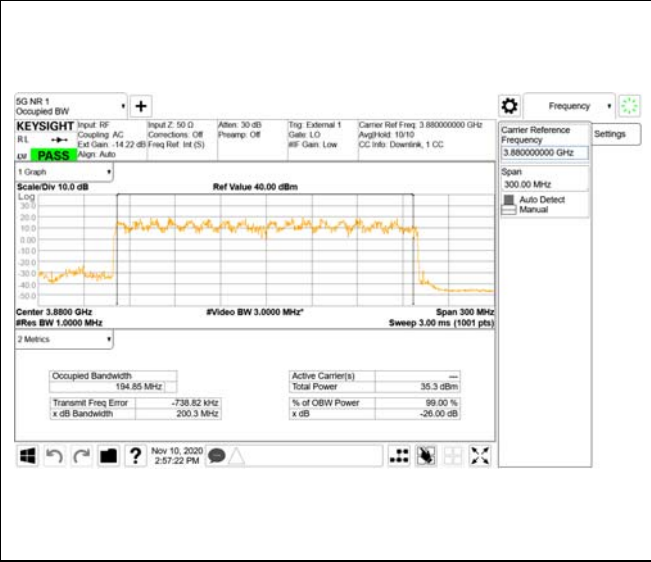 5G NR 1
Occupied BW
Frequency
KEYSIGHT
RL
LW
PASS
Input: RF
Coupling: AC
Ext Gain: -14.22 dB
Align: Auto
Input Z: 50 Ω
Corrections: Off
Freq Ref: Int (S)
Atten: 30 dB
Preamp: Off
Trig: External 1
Gate: LO
#IF Gain: Low
Carrier Ref Freq: 3.880000000 GHz
Avg|Hold: 10/10
CC Info: Downlink, 1 CC
Carrier Reference
Frequency
3.880000000 GHz
Settings
Span
300.00 MHz
Auto Detect
Manual
1 Graph
Scale/Div 10.0 dB
Ref Value 40.00 dBm
Log
30.0
20.0
10.0
0.00
-10.0
-20.0
-30.0
-40.0
-50.0
Center 3.8800 GHz
#Video BW 3.0000 MHz*
Span 300 MHz
#Res BW 1.0000 MHz
Sweep 3.00 ms (1001 pts)
2 Metrics
Occupied Bandwidth
194.85 MHz
Active Carrier(s)
—
Total Power
35.3 dBm
Transmit Freq Error
-738.82 kHz
% of OBW Power
99.00 %
x dB Bandwidth
200.3 MHz
x dB
-26.00 dB
?
Nov 10, 2020
2:57:22 PM